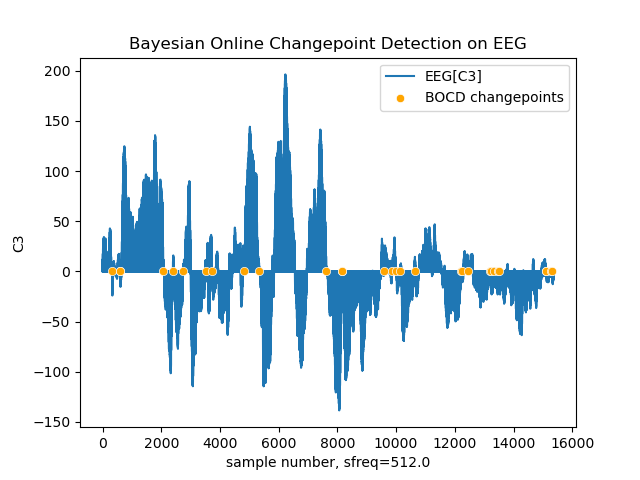 Bayesian Online Changepoint Detection on EEG
EEG[C3]
BOCD changepoints
200
150
100
50
0
−50
−100
−150
C3
0 2000 4000 6000 8000 10000 12000 14000 16000
sample number, sfreq=512.0